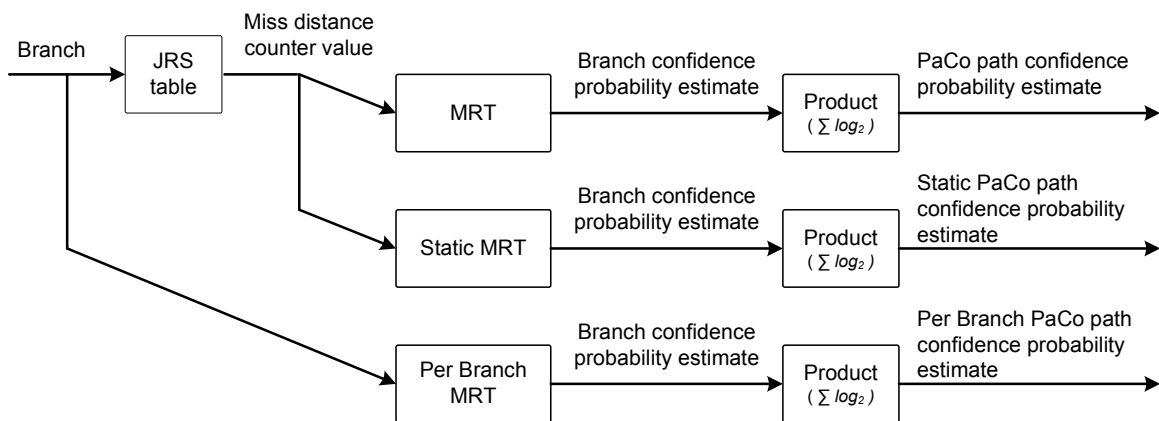 Branch
JRS
table
Miss distance
counter value
MRT
Branch confidence
probability estimate
Product
( ∑ log₂ )
PaCo path confidence
probability estimate
Static MRT
Branch confidence
probability estimate
Product
( ∑ log₂ )
Static PaCo path
confidence probability
estimate
Per Branch
MRT
Branch confidence
probability estimate
Product
( ∑ log₂ )
Per Branch PaCo path
confidence probability
estimate